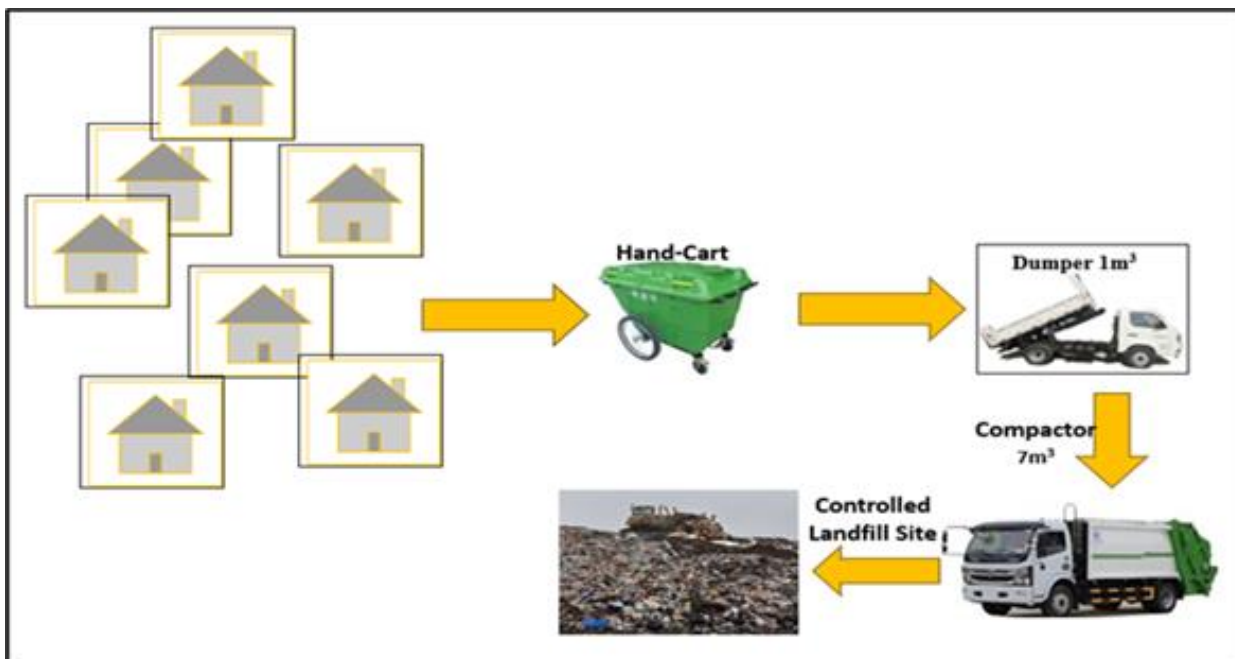 Hand-Cart
Dumper 1m³
Compactor
7m³
Controlled
Landfill Site